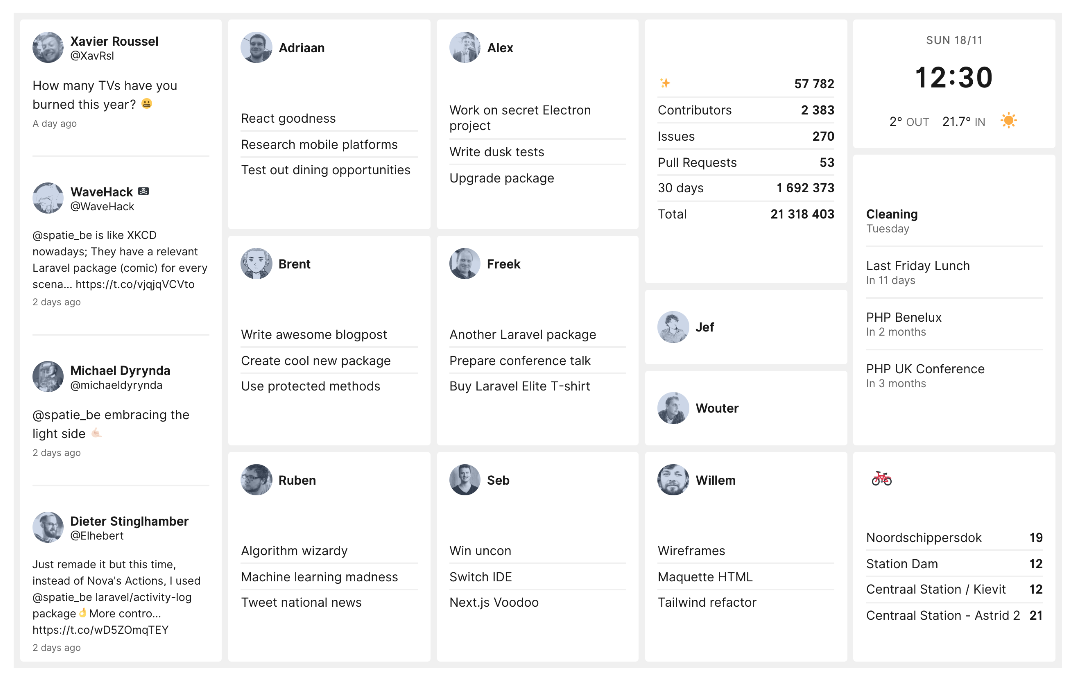 Xavier Roussel
@XavRsl
How many TVs have you
burned this year? 😀
A day ago
WaveHack
@WaveHack
@spatie_be is like XKCD
nowadays; They have a relevant
Laravel package (comic) for every
scena... https://t.co/vjqjqVCVto
2 days ago
Michael Dyrynda
@michaeldyrynda
@spatie_be embracing the
light side
2 days ago
Dieter Stinglhamber
@Elhebert
Just remade it but this time,
instead of Nova's Actions, I used
@spatie_be laravel/activity-log
package👌More contro...
https://t.co/wD5ZOmqTEY
2 days ago
Adriaan
React goodness
Research mobile platforms
Test out dining opportunities
Brent
Write awesome blogpost
Create cool new package
Use protected methods
Ruben
Algorithm wizardy
Machine learning madness
Tweet national news
Alex
Work on secret Electron
project
Write dusk tests
Upgrade package
Freek
Another Laravel package
Prepare conference talk
Buy Laravel Elite T-shirt
Seb
Win uncon
Switch IDE
Next.js Voodoo
✨ 57 782
Contributors 2 383
Issues 270
Pull Requests 53
30 days 1 692 373
Total 21 318 403
Jef
Wouter
Willem
Wireframes
Maquette HTML
Tailwind refactor
SUN 18/11
12:30
2° OUT 21.7° IN ☀️
Cleaning
Tuesday
Last Friday Lunch
In 11 days
PHP Benelux
In 2 months
PHP UK Conference
In 3 months
🚲
Noordschippersdok 19
Station Dam 12
Centraal Station / Kievit 12
Centraal Station - Astrid 2 21